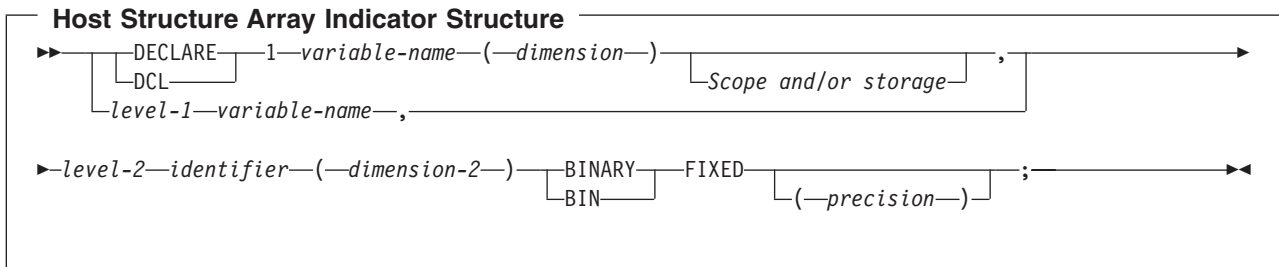 Host Structure Array Indicator Structure
DECLARE 1 variable-name ( dimension ) ,
DCL Scope and/or storage
level-1 variable-name ,
level-2 identifier ( dimension-2 ) BINARY FIXED ;
BIN ( precision )